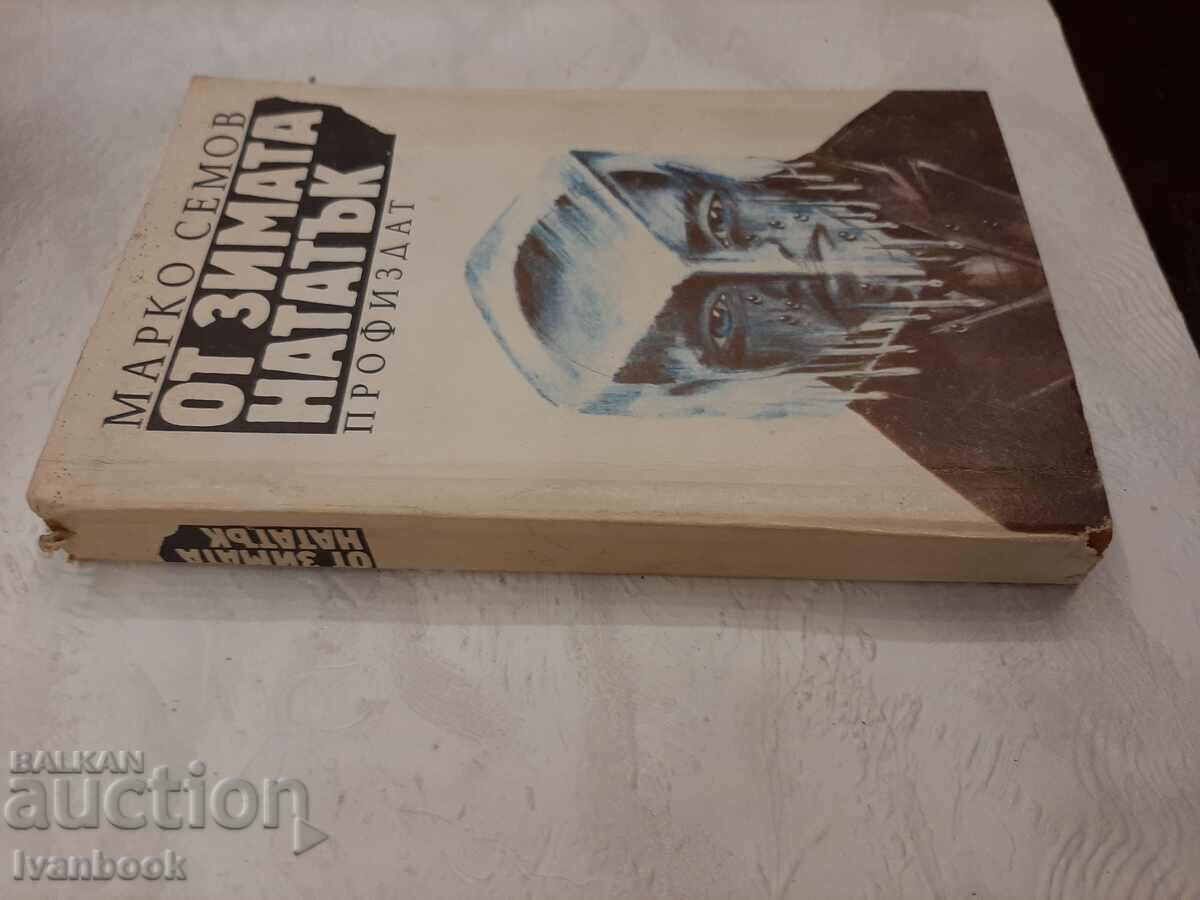 МАРКО СЕМОВ
ОТ ЗИМАТА
НАТАТЪК
ПРОФИЗДАТ
ОТ ЗИМАТА
НАТАТЪК
BALKAN
auction
Ivanbook